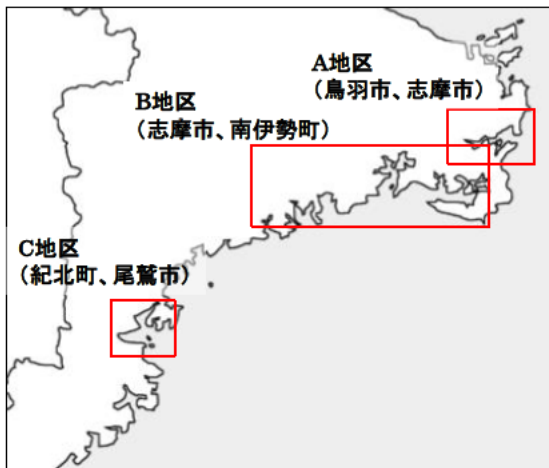 A地区
（鳥羽市、志摩市）
B地区
（志摩市、南伊勢町）
C地区
（紀北町、尾鷲市）